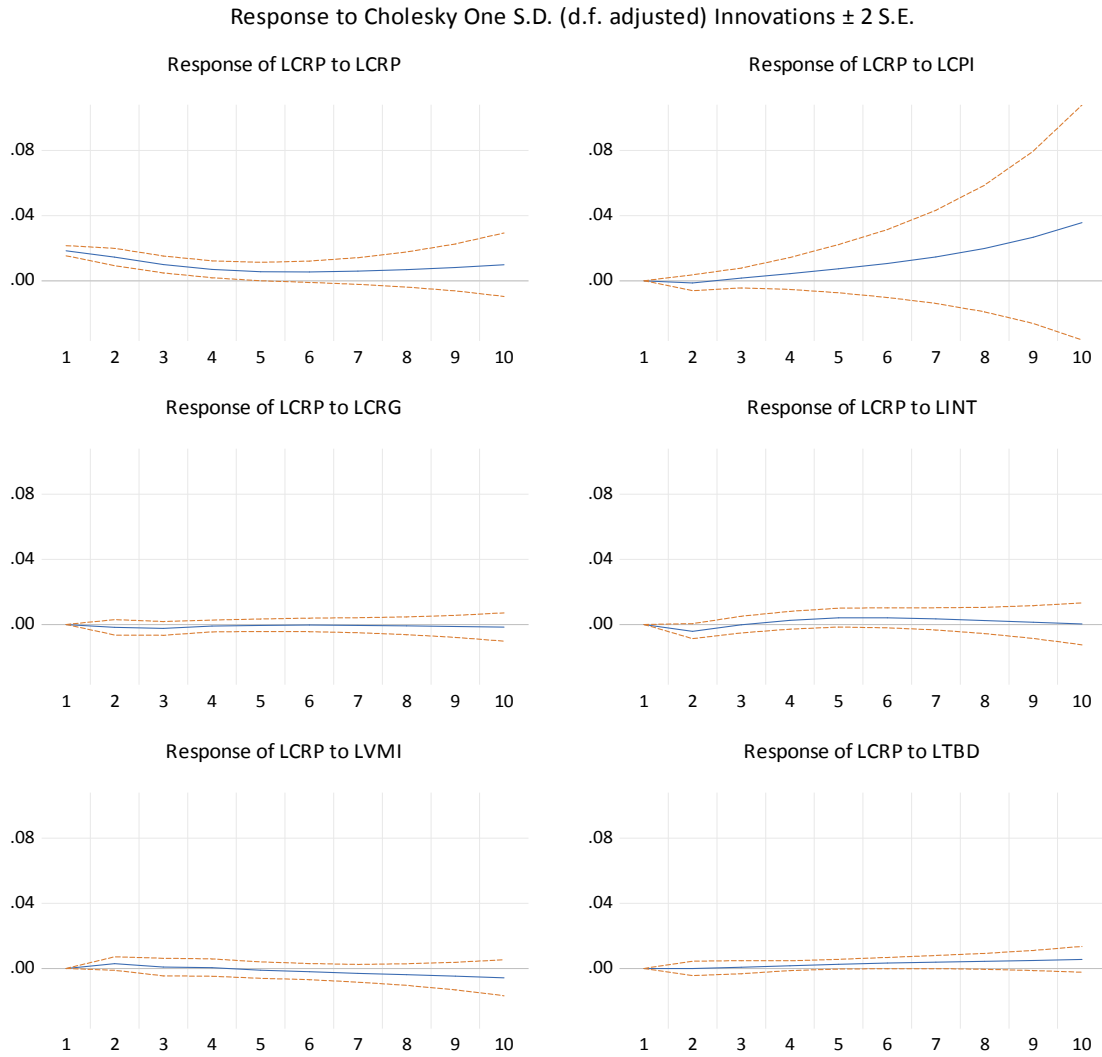 Response to Cholesky One S.D. (d.f. adjusted) Innovations ± 2 S.E.
Response of LCRP to LCRP
.08
.04
.00
1 2 3 4 5 6 7 8 9 10
Response of LCRP to LCPI
.08
.04
.00
1 2 3 4 5 6 7 8 9 10
Response of LCRP to LCRG
.08
.04
.00
1 2 3 4 5 6 7 8 9 10
Response of LCRP to LINT
.08
.04
.00
1 2 3 4 5 6 7 8 9 10
Response of LCRP to LVMI
.08
.04
.00
1 2 3 4 5 6 7 8 9 10
Response of LCRP to LTBD
.08
.04
.00
1 2 3 4 5 6 7 8 9 10